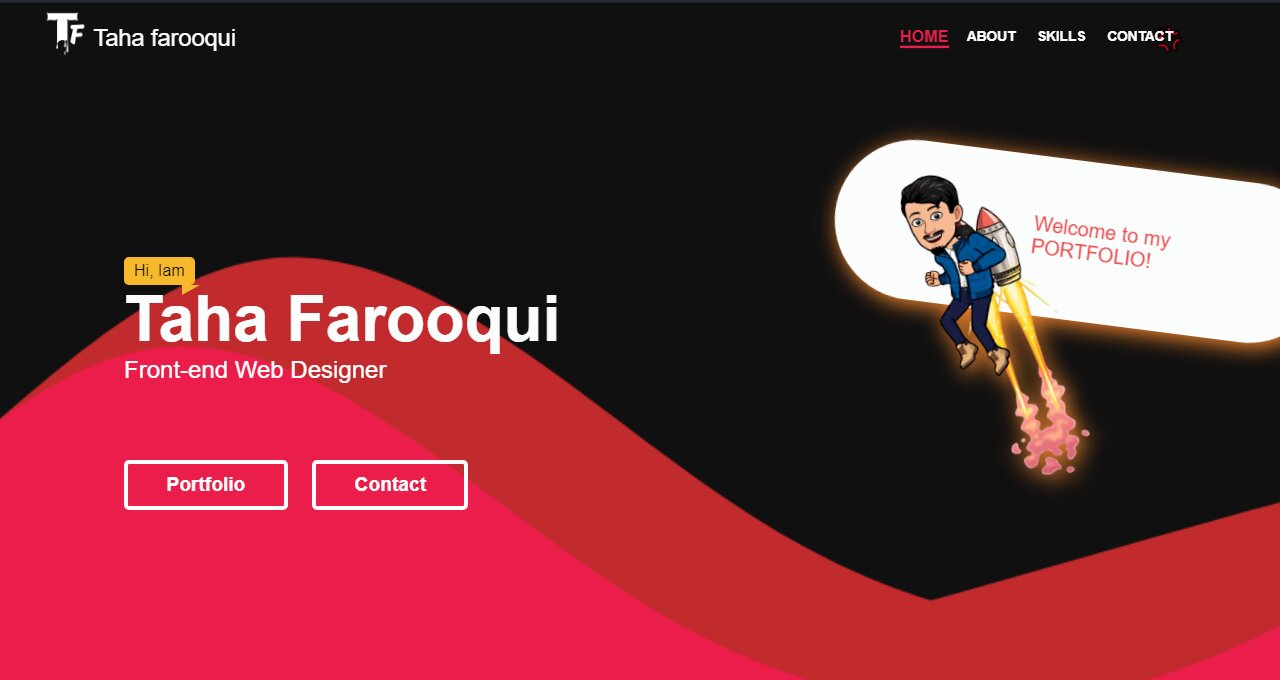 TF Taha farooqui
HOME ABOUT SKILLS CONTACT
Welcome to my
PORTFOLIO!
Hi, Iam
Taha Farooqui
Front-end Web Designer
Portfolio Contact